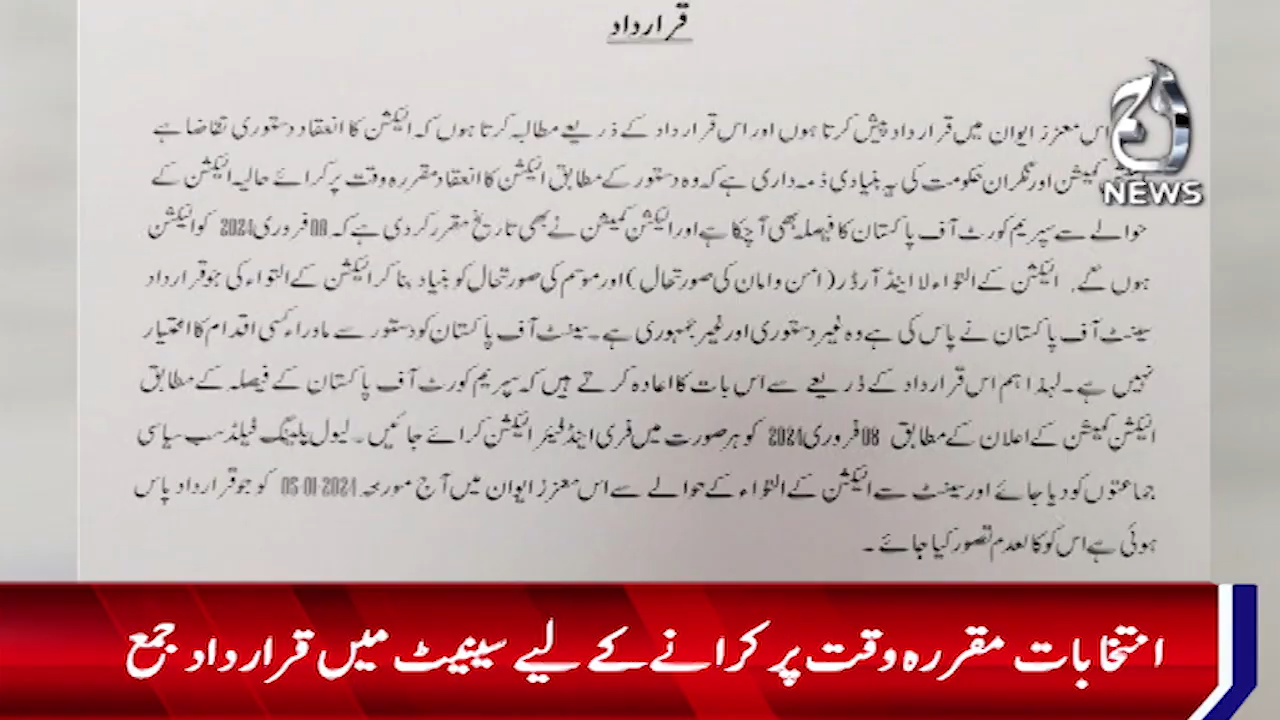 قرارداد
اس معزز ایوان میں قرارداد پیش کرتا ہوں اور اس قرارداد کے ذریعے مطالبہ کرتا ہوں کہ الیکشن کا انعقاد دستوری تقاضا ہے
کمیشن اور نگران حکومت کی یہ بنیادی ذمہ داری ہے کہ وہ دستور کے مطابق الیکشن کا انعقاد مقررہ وقت پر کرائے حالیہ الیکشن کے
حوالے سے سپریم کورٹ آف پاکستان کا فیصلہ بھی آچکا ہے اور الیکشن کمیشن نے بھی تاریخ مقرر کر دی ہے کہ 08 فروری 2024 کو الیکشن
ہوں گے۔ الیکشن کے التواء لا اینڈ آرڈر (امن و امان کی صورتحال) اور موسم کی صورتحال کو بنیاد بنا کر الیکشن کے التواء کی جو قرارداد
سینٹ آف پاکستان نے پاس کی ہے وہ غیر دستوری اور غیر جمہوری ہے۔ سینٹ آف پاکستان کو دستور سے ماوراء کسی اقدام کا اختیار
نہیں ہے۔ لہذا ہم اس قرارداد کے ذریعے سے اس بات کا اعادہ کرتے ہیں کہ سپریم کورٹ آف پاکستان کے فیصلہ کے مطابق
الیکشن کمیشن کے اعلان کے مطابق 08 فروری 2024 کو ہر صورت میں فری اینڈ فیئر الیکشن کرائے جائیں۔ لیول پلینگ فیلڈ سب سیاسی
جماعتوں کو دیا جائے اور سینٹ سے الیکشن کے التواء کے حوالے سے اس معزز ایوان میں آج مورخہ 05-01-2024 کو جو قرارداد پاس
ہوئی ہے اس کو کالعدم تصور کیا جائے۔
آج
NEWS
انتخابات مقررہ وقت پر کرانے کے لیے سینیٹ میں قرارداد جمع